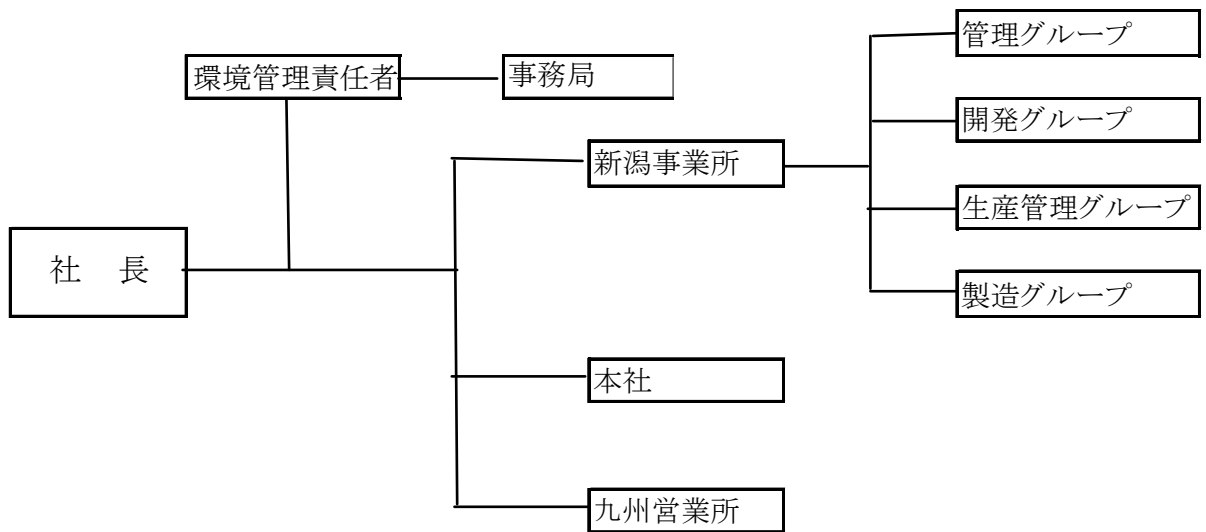 管理グループ
環境管理責任者
事務局
開発グループ
新潟事業所
生産管理グループ
社　長
製造グループ
本社
九州営業所